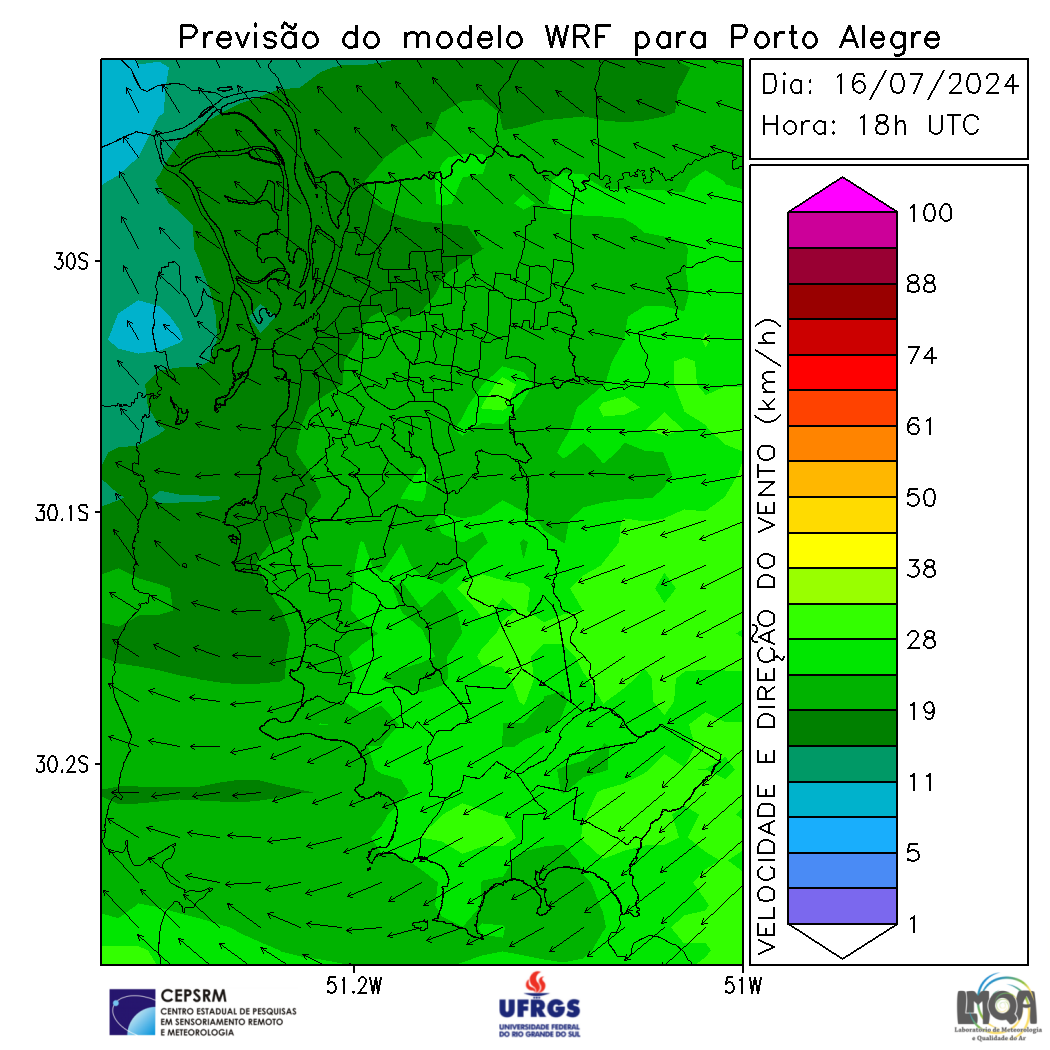 Previsão do modelo WRF para Porto Alegre
Dia: 16/07/2024
Hora: 18h UTC
30S
30.1S
30.2S
51.2W
51W
VELOCIDADE E DIREÇÃO DO VENTO (km/h)
100
88
74
61
50
38
28
19
11
5
1
CEPSRM
CENTRO ESTADUAL DE PESQUISAS
EM SENSORIAMENTO REMOTO
E METEOROLOGIA
UFRGS
UNIVERSIDADE FEDERAL
DO RIO GRANDE DO SUL
LMQA
Laboratório de Meteorologia
e Qualidade do Ar